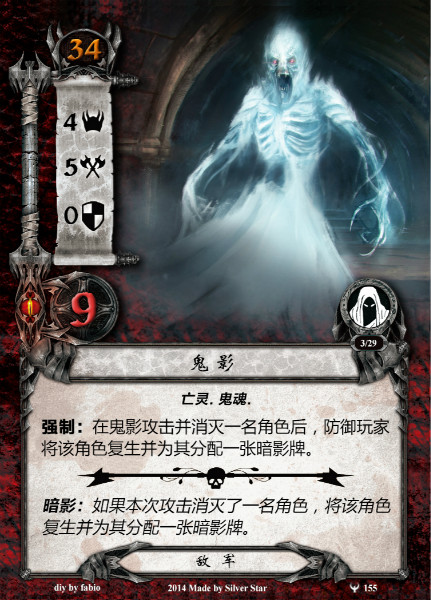 34
4
5
0
9
3/29
鬼影
亡灵. 鬼魂.
强制：在鬼影攻击并消灭一名角色后，防御玩家
将该角色复生并为其分配一张暗影牌。
暗影：如果本次攻击消灭了一名角色，将该角色
复生并为其分配一张暗影牌。
敌军
diy by fabio 2014 Made by Silver Star 155